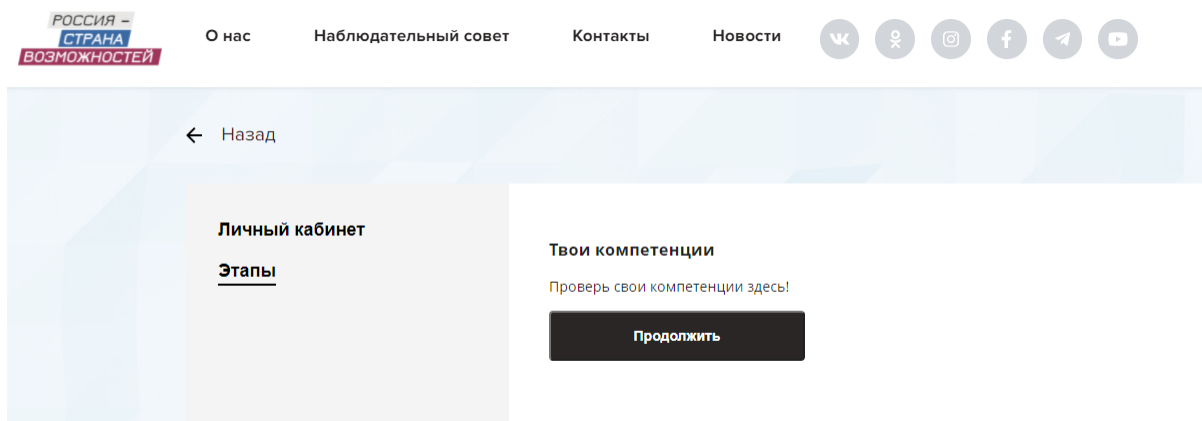 РОССИЯ –
СТРАНА
ВОЗМОЖНОСТЕЙ
О нас
Наблюдательный совет
Контакты
Новости
Назад
Личный кабинет
Этапы
Твои компетенции
Проверь свои компетенции здесь!
Продолжить